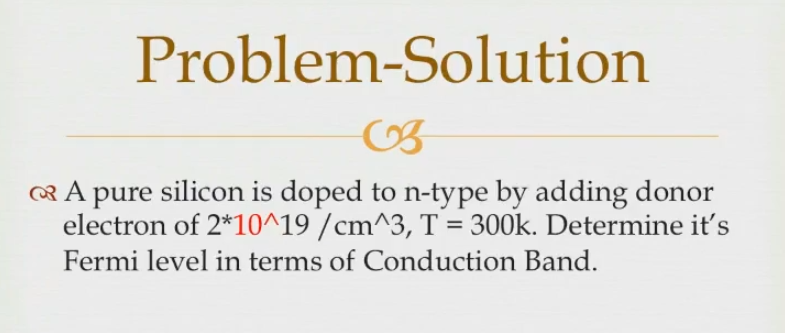 Problem-Solution
A pure silicon is doped to n-type by adding donor
electron of 2*10^19 /cm^3, T = 300k. Determine it’s
Fermi level in terms of Conduction Band.